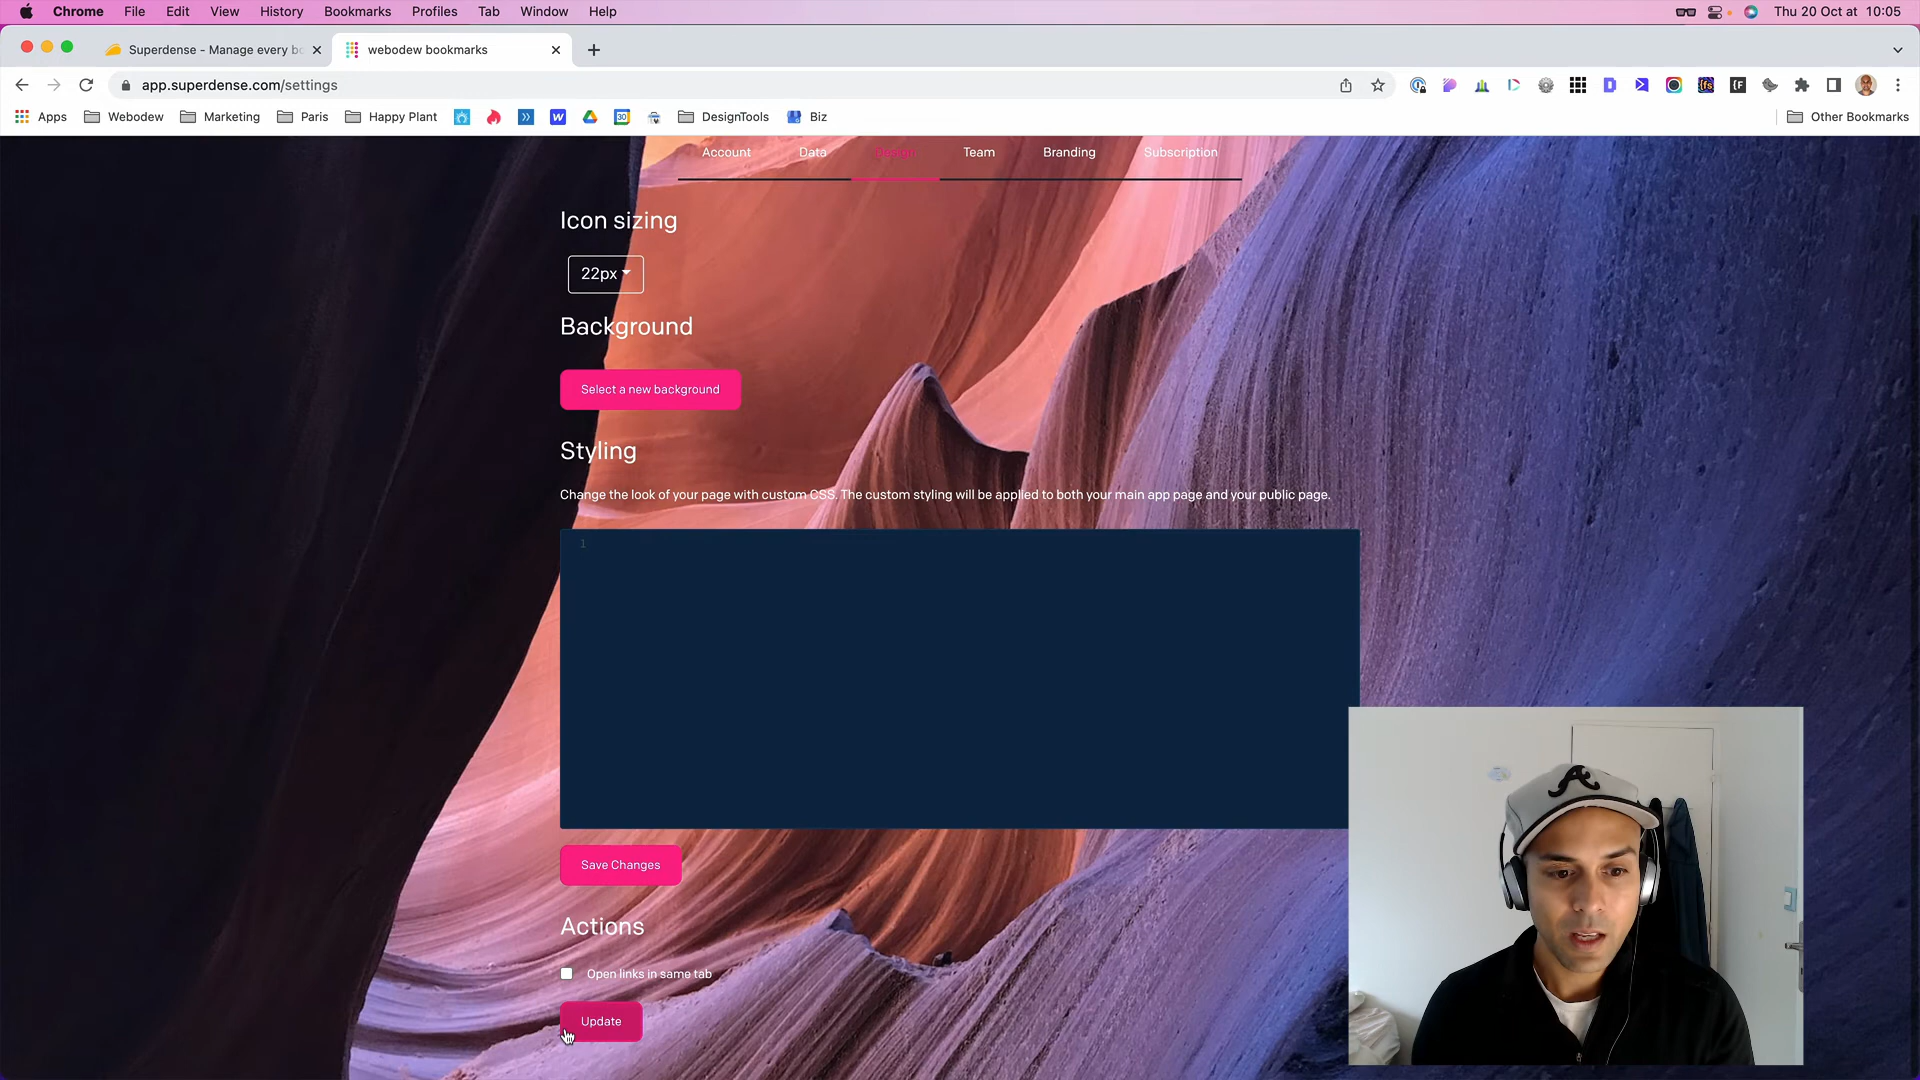 Chrome File Edit View History Bookmarks Profiles Tab Window Help Thu 20 Oct at 10:05
Superdense - Manage every bo webodew bookmarks
app.superdense.com/settings
Apps Webodew Marketing Paris Happy Plant W 30 DesignTools Biz Other Bookmarks
Account Data Design Team Branding Subscription
Icon sizing
22px
Background
Select a new background
Styling
Change the look of your page with custom CSS. The custom styling will be applied to both your main app page and your public page.
1
Save Changes
Actions
Open links in same tab
Update